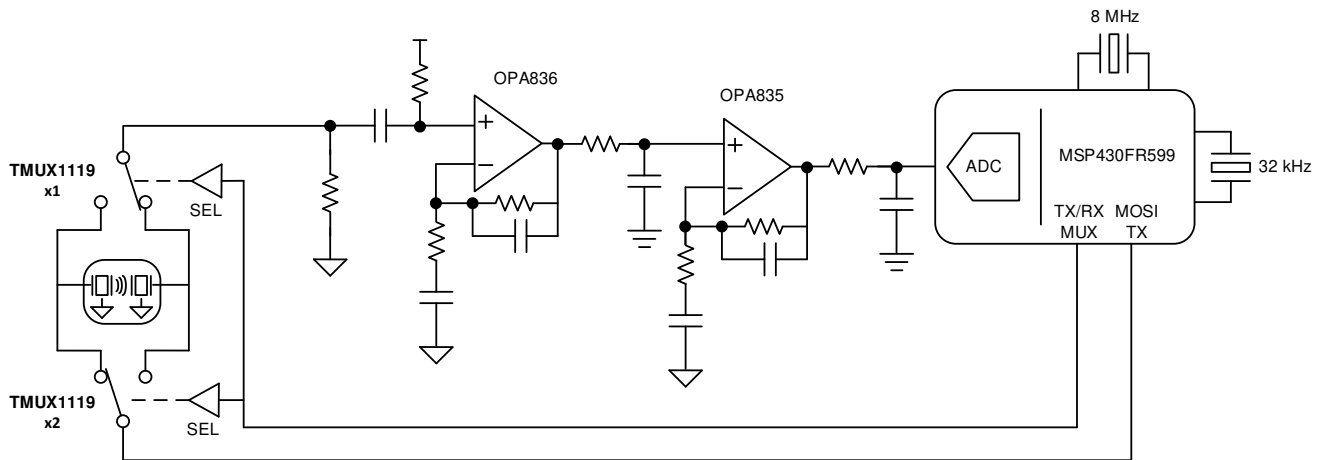 8 MHz
OPA836
OPA835
TMUX1119
x1
SEL
ADC
MSP430FR599
32 kHz
TX/RX MOSI
MUX TX
TMUX1119
x2
SEL